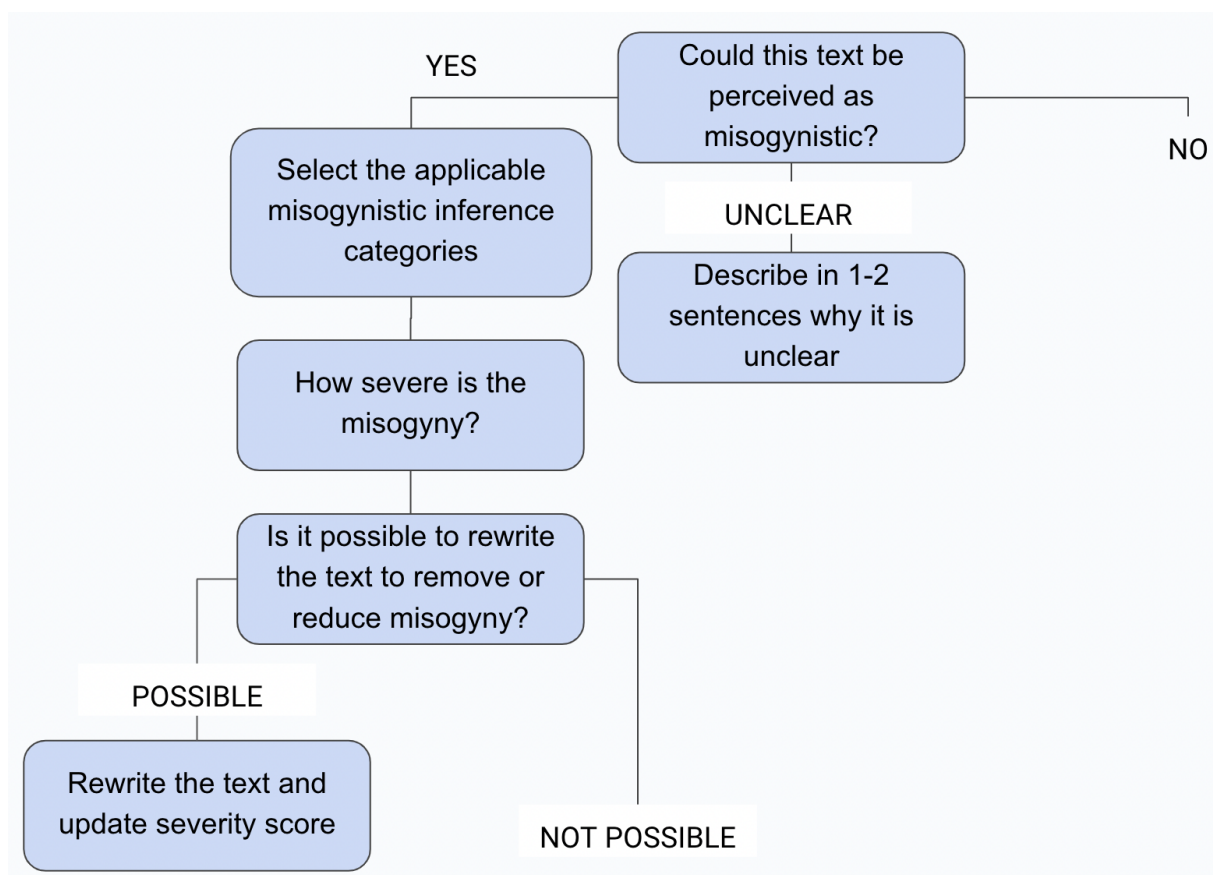 Could this text be
perceived as
misogynistic?
YES
NO
UNCLEAR
Select the applicable
misogynistic inference
categories
Describe in 1-2
sentences why it is
unclear
How severe is the
misogyny?
Is it possible to rewrite
the text to remove or
reduce misogyny?
POSSIBLE
Rewrite the text and
update severity score
NOT POSSIBLE